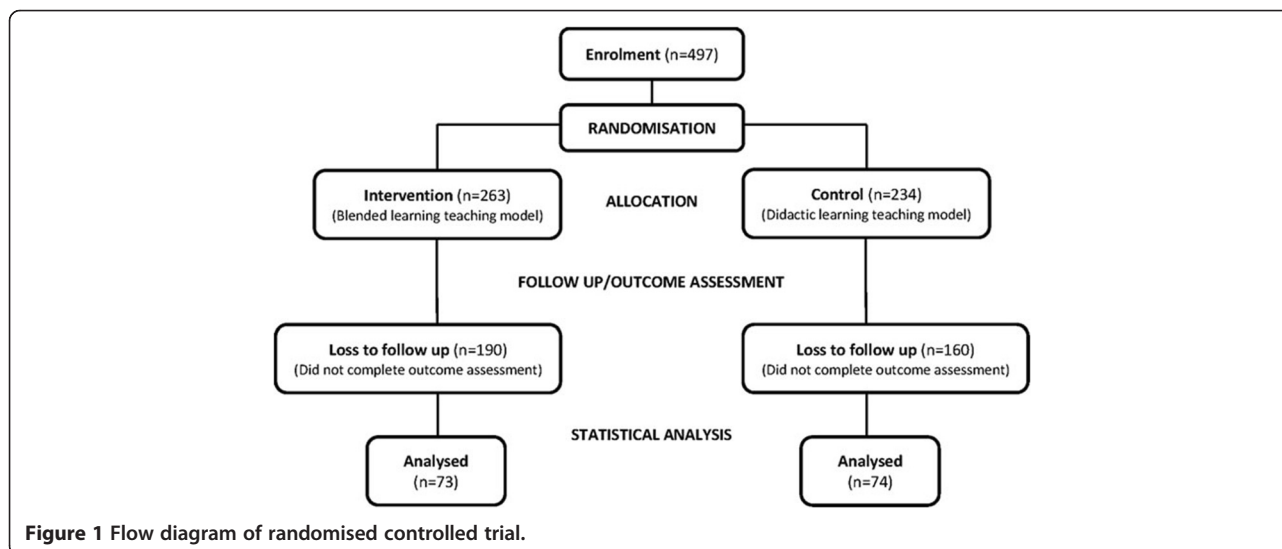 Enrolment (n=497)
RANDOMISATION
Intervention (n=263)
(Blended learning teaching model)
ALLOCATION
Control (n=234)
(Didactic learning teaching model)
FOLLOW UP/OUTCOME ASSESSMENT
Loss to follow up (n=190)
(Did not complete outcome assessment)
Loss to follow up (n=160)
(Did not complete outcome assessment)
STATISTICAL ANALYSIS
Analysed
(n=73)
Analysed
(n=74)
Figure 1 Flow diagram of randomised controlled trial.